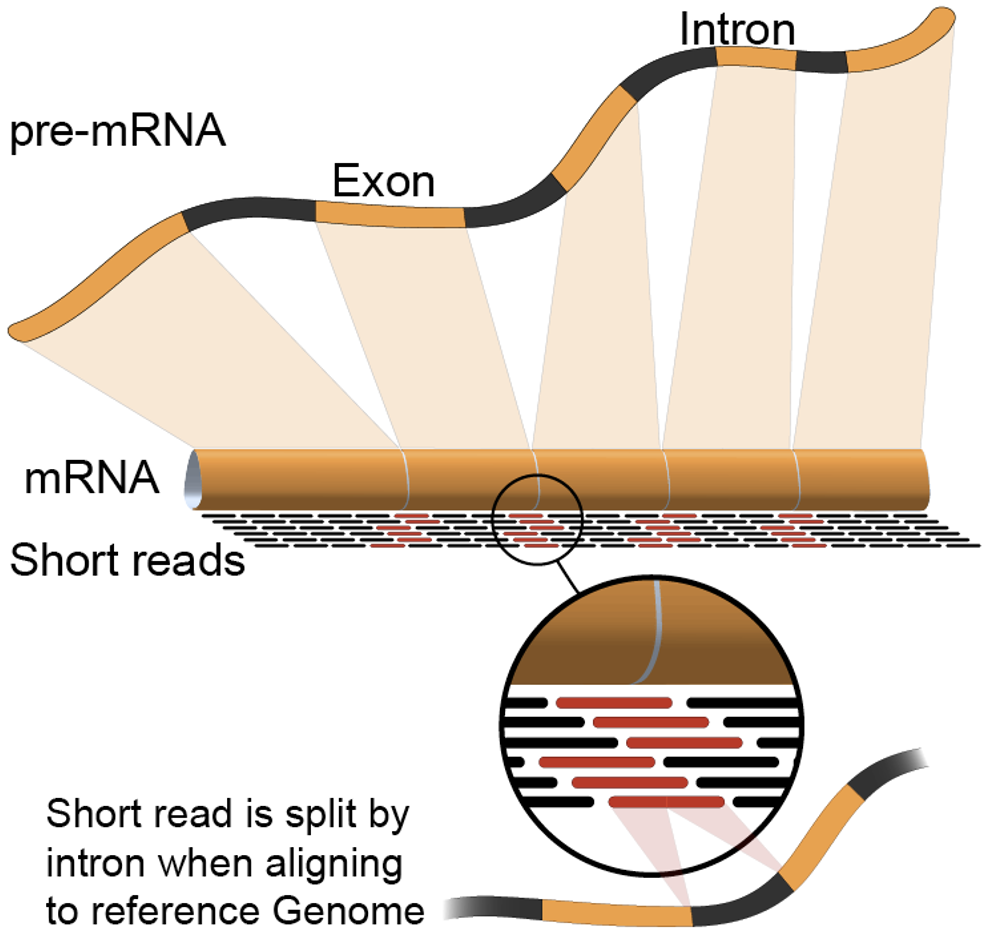 Intron
pre-mRNA
Exon
mRNA
Short reads
Short read is split by
intron when aligning
to reference Genome